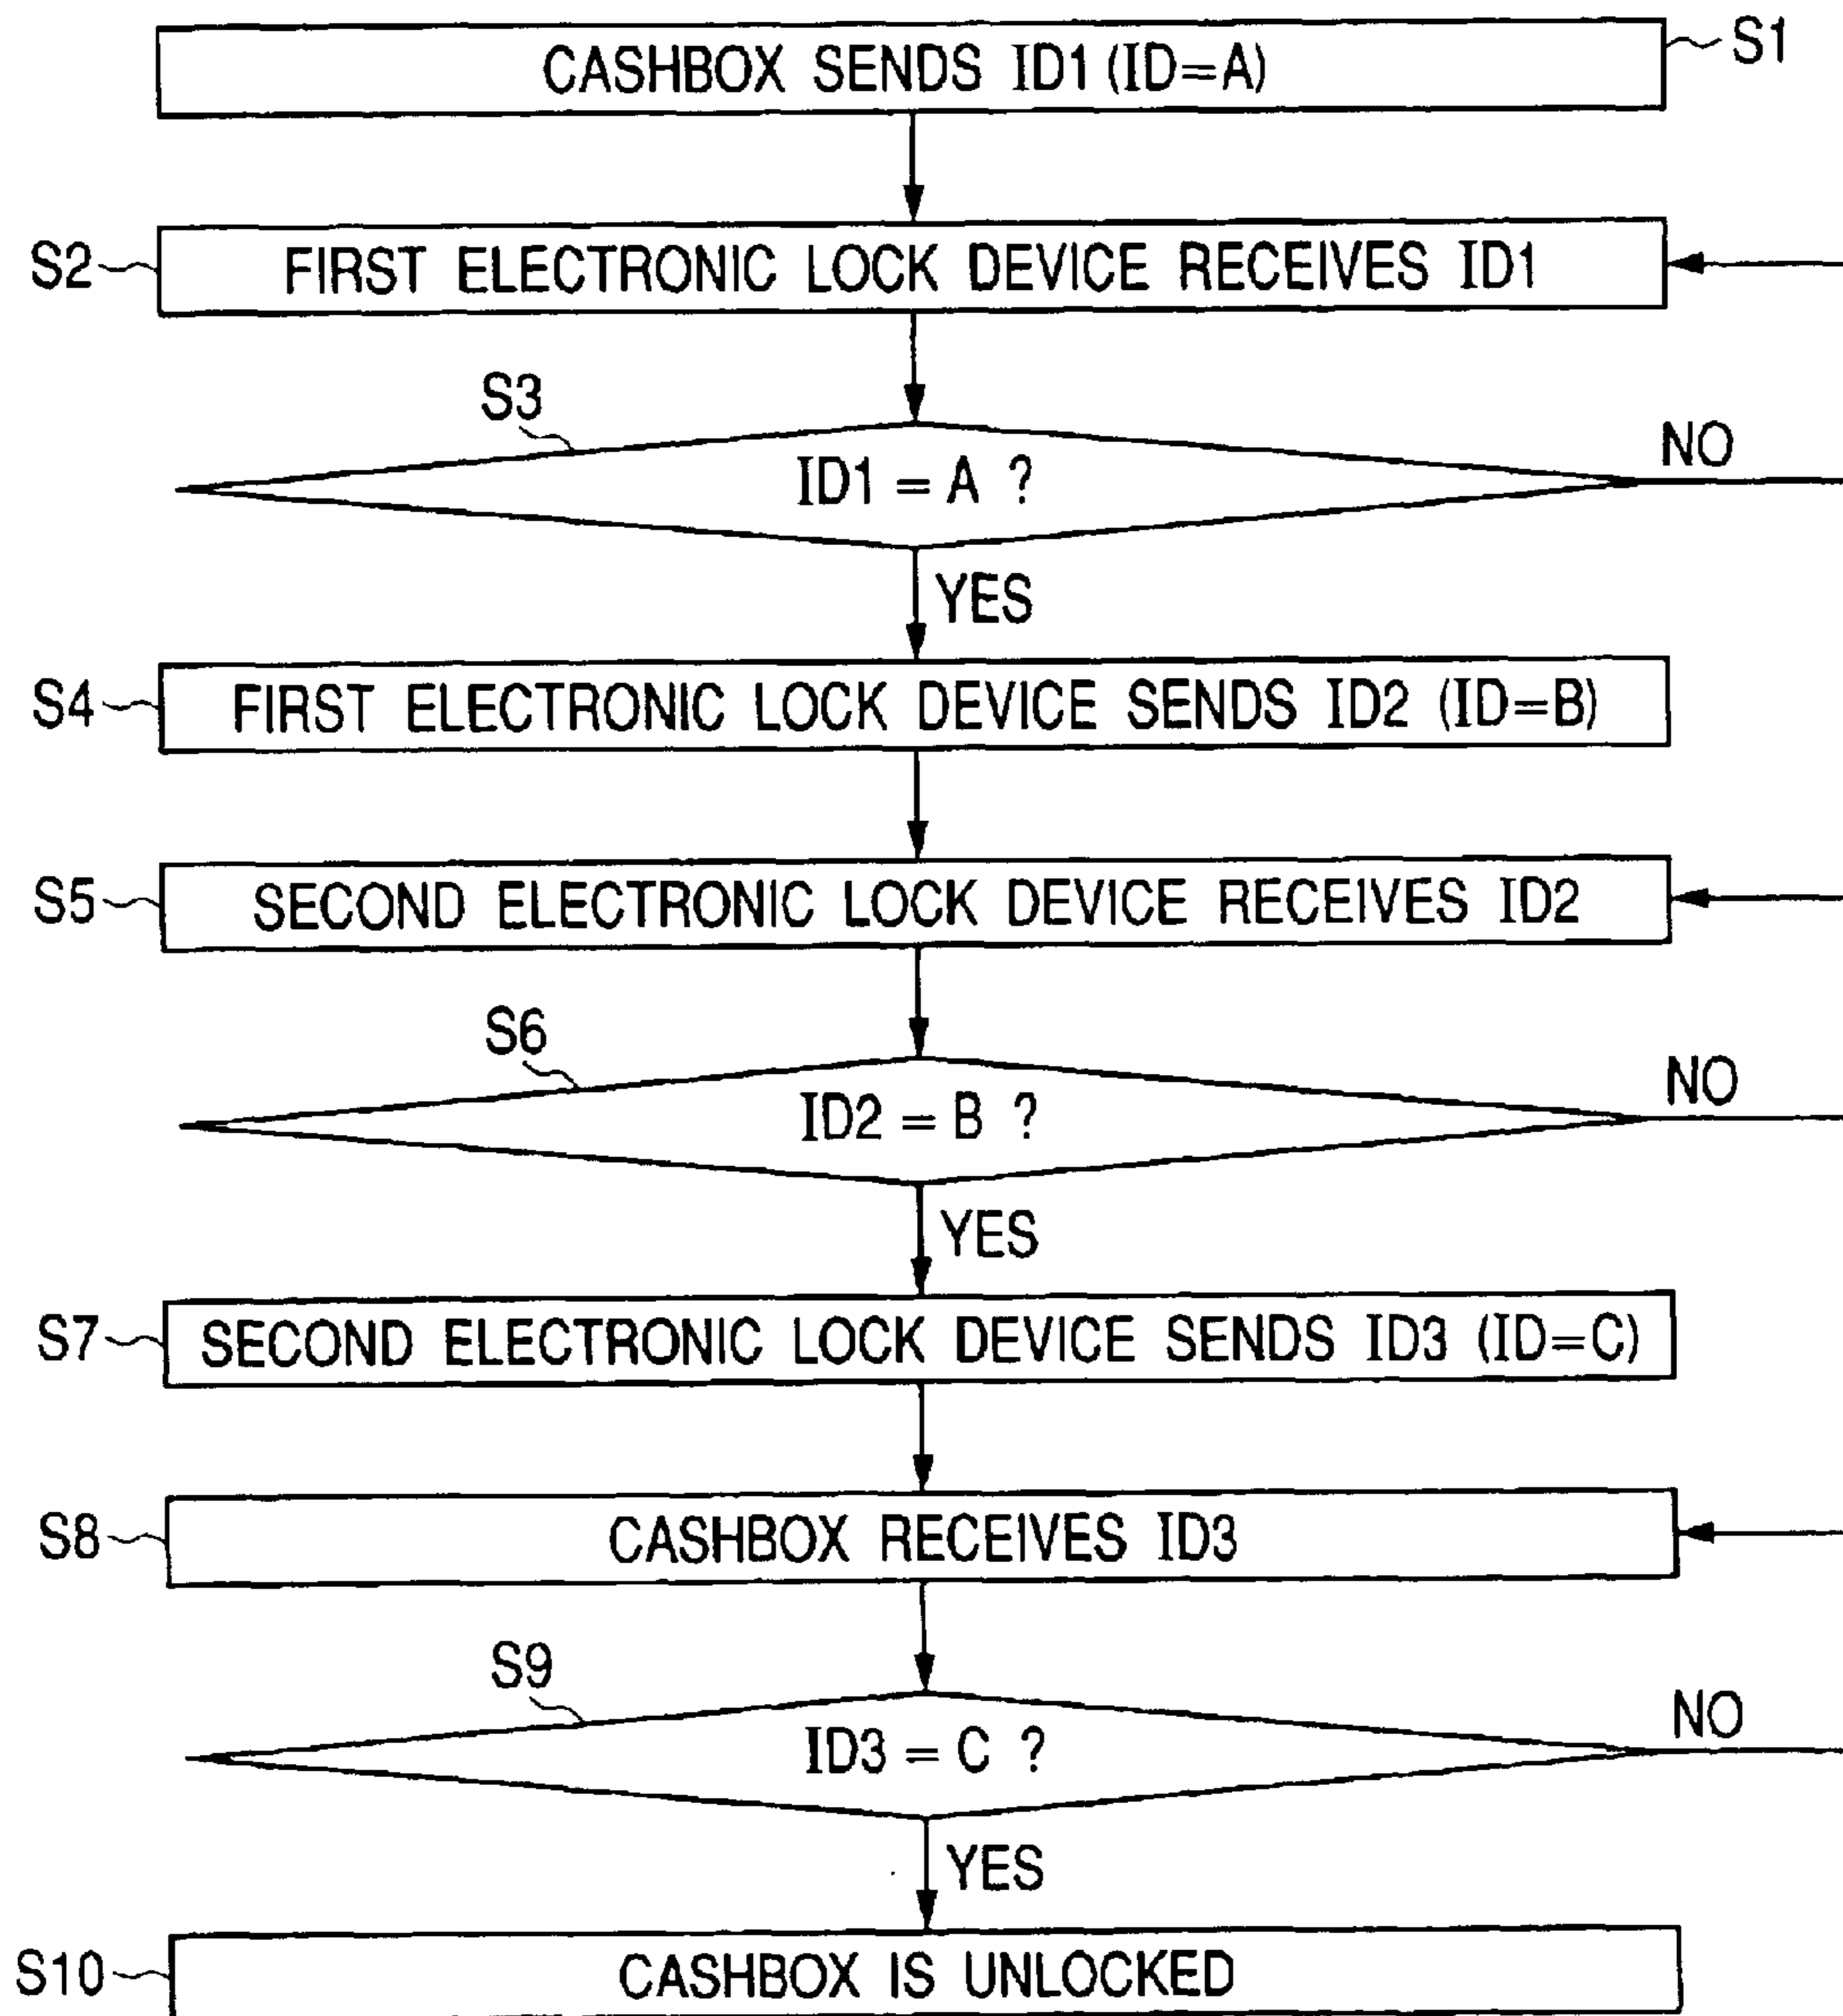 CASHBOX SENDS ID1 (ID=A)
S1
S2
FIRST ELECTRONIC LOCK DEVICE RECEIVES ID1
S3
ID1 = A ?
NO
YES
S4
FIRST ELECTRONIC LOCK DEVICE SENDS ID2 (ID=B)
S5
SECOND ELECTRONIC LOCK DEVICE RECEIVES ID2
S6
ID2 = B ?
NO
YES
S7
SECOND ELECTRONIC LOCK DEVICE SENDS ID3 (ID=C)
S8
CASHBOX RECEIVES ID3
S9
ID3 = C ?
NO
YES
S10
CASHBOX IS UNLOCKED